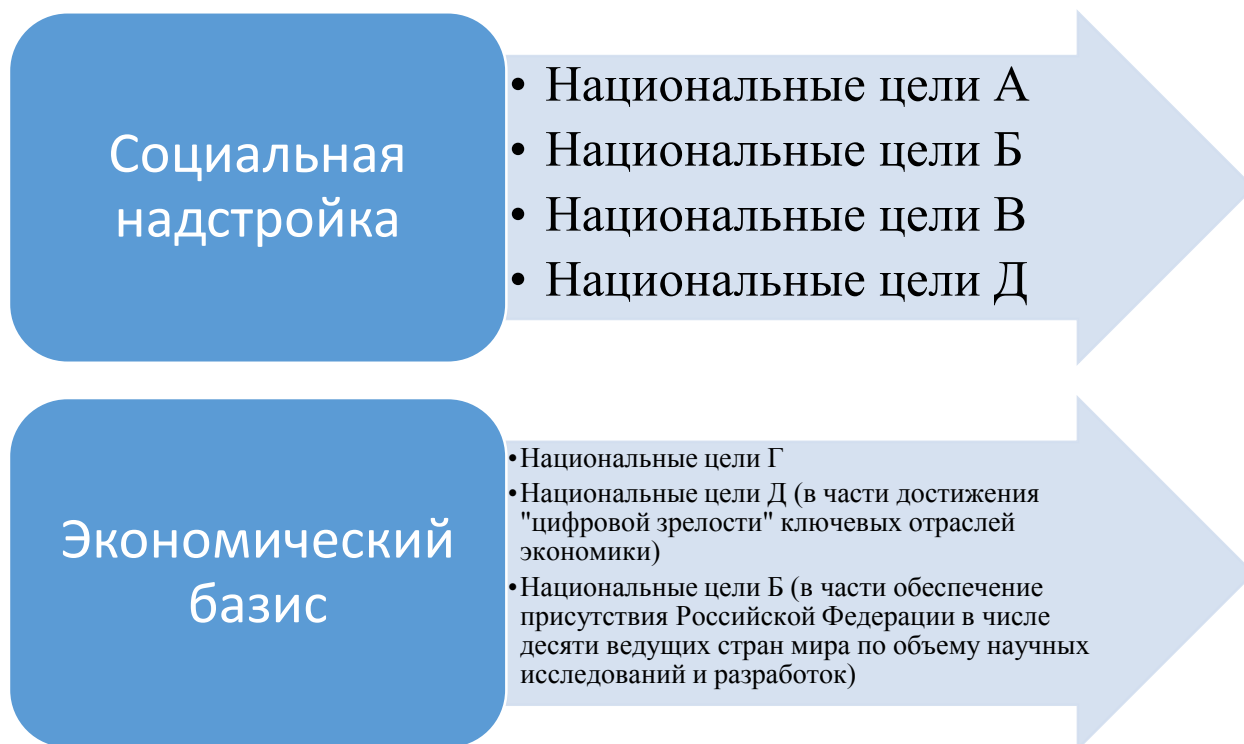 Социальная
надстройка
• Национальные цели А
• Национальные цели Б
• Национальные цели В
• Национальные цели Д
Экономический
базис
•Национальные цели Г
•Национальные цели Д (в части достижения
"цифровой зрелости" ключевых отраслей
экономики)
•Национальные цели Б (в части обеспечение
присутствия Российской Федерации в числе
десяти ведущих стран мира по объему научных
исследований и разработок)